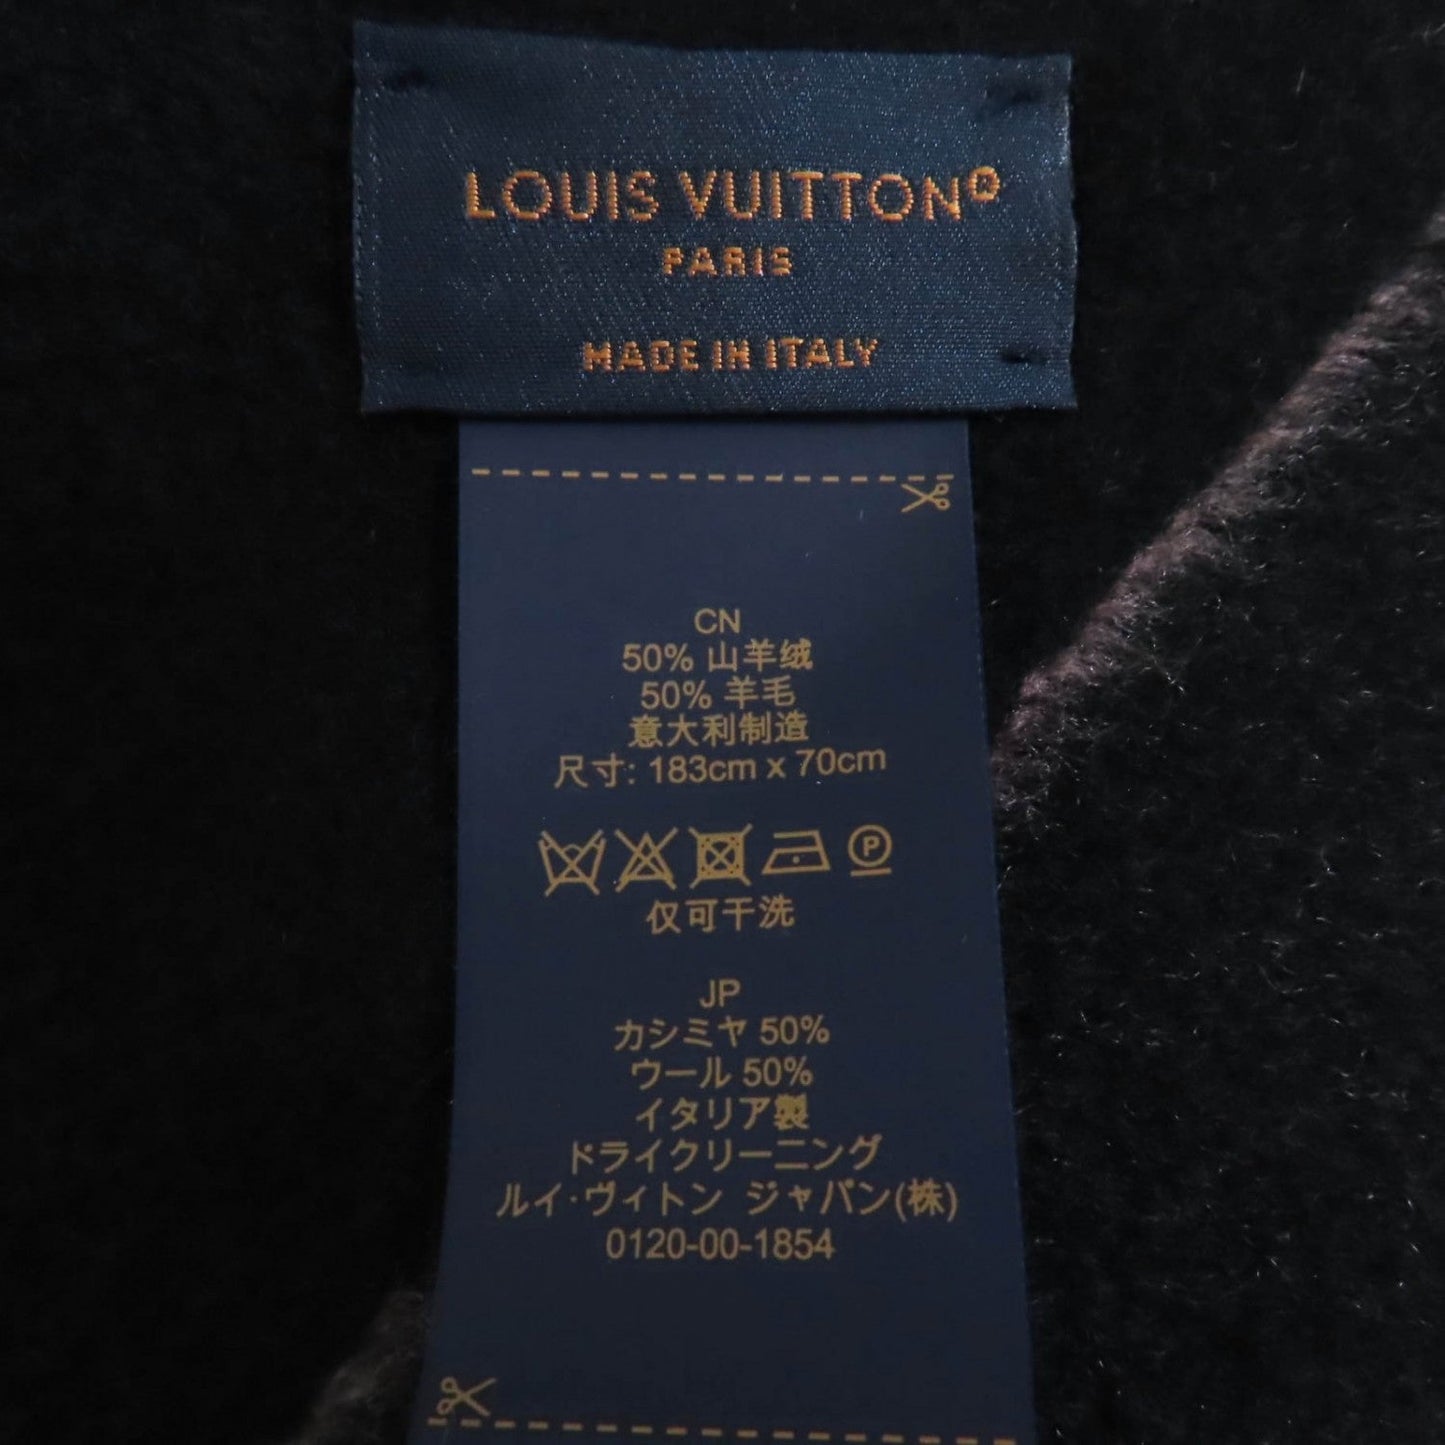 LOUIS VUITTON®
PARIS
MADE IN ITALY
CN
50% 山羊绒
50% 羊毛
意大利制造
尺寸: 183cm x 70cm
P
仅可干洗
JP
カシミヤ 50%
ウール 50%
イタリア製
ドライクリーニング
ルイ·ヴィトン ジャパン(株)
0120-00-1854